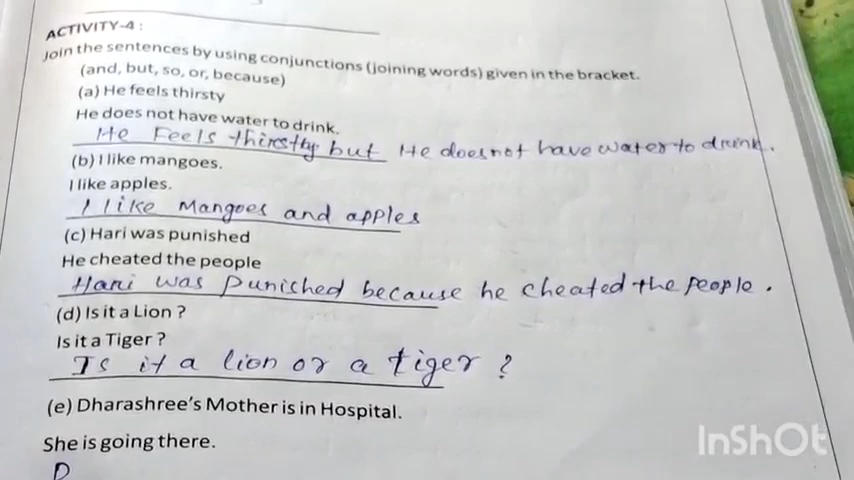 ACTIVITY-4 :
Join the sentences by using conjunctions (joining words) given in the bracket.
(and, but, so, or, because)
(a) He feels thirsty
He does not have water to drink.
He Feels thirsty but He does not have water to drink.
(b) I like mangoes.
I like apples.
I like Mangoes and apples
(c) Hari was punished
He cheated the people
Hari was Punished because he cheated the people.
(d) Is it a Lion ?
Is it a Tiger ?
Is it a lion or a tiger ?
(e) Dharashree's Mother is in Hospital.
She is going there.
D
InShOt